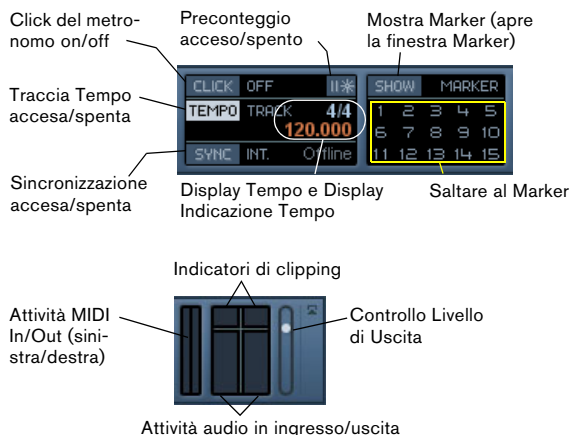 Click del metro-
nomo on/off
Preconteggio
acceso/spento
Mostra Marker (apre
la finestra Marker)
Traccia Tempo
accesa/spenta
CLICK OFF
SHOW MARKER
TEMPO TRACK 4/4
120.000
SYNC INT. Offline
1 2 3 4 5
6 7 8 9 10
11 12 13 14 15
Sincronizzazione
accesa/spenta
Display Tempo e Display
Indicazione Tempo
Saltare al Marker
Indicatori di clipping
Attività MIDI
In/Out (sini-
stra/destra)
Controllo Livello
di Uscita
Attività audio in ingresso/uscita